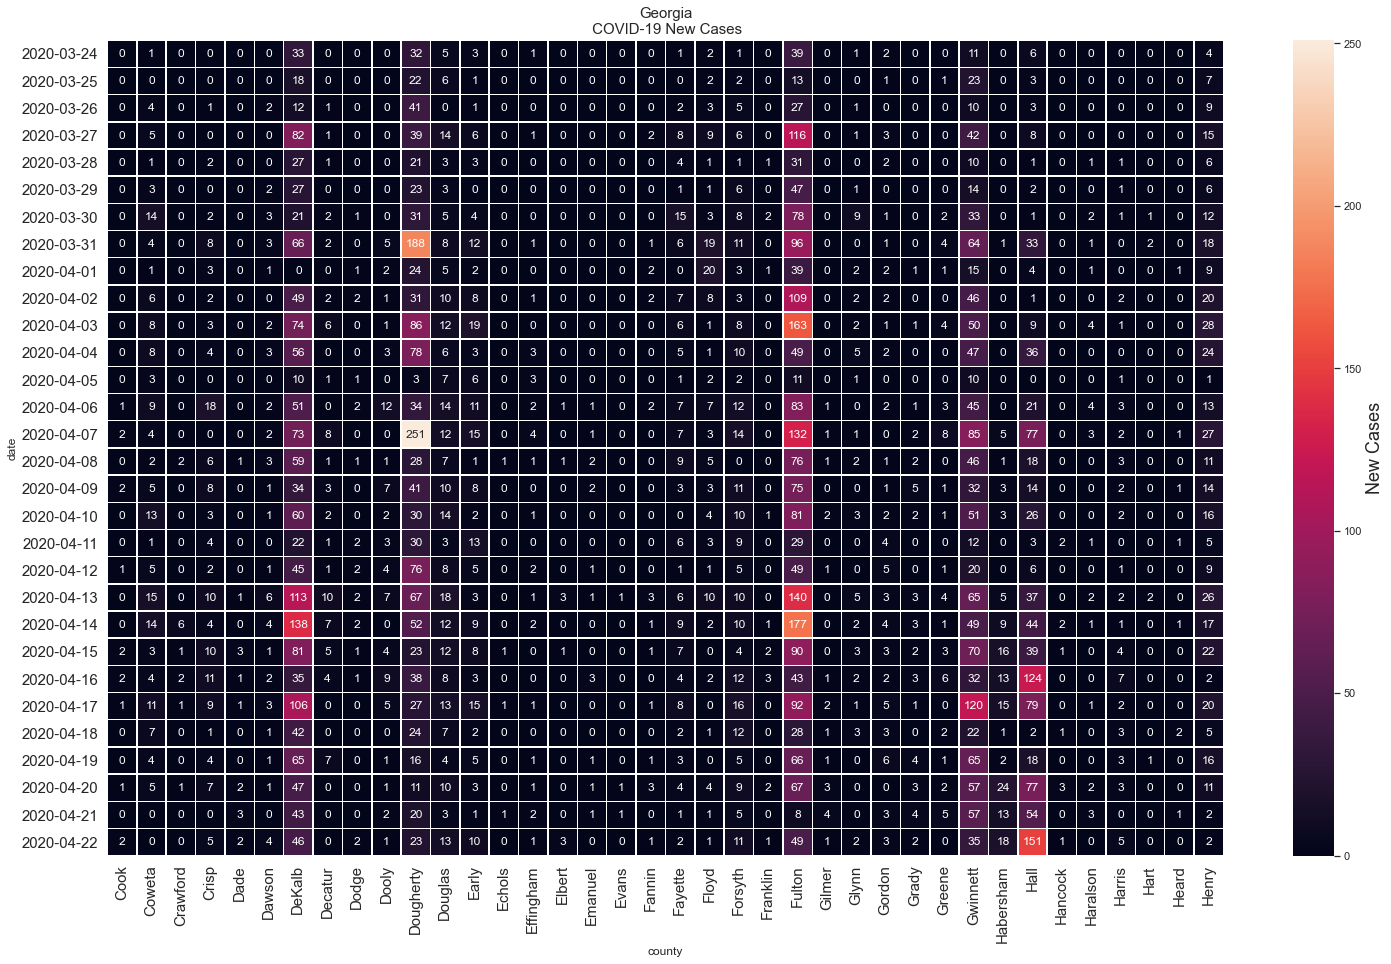 Georgia
COVID-19 New Cases
2020-03-24 0 1 0 0 0 0 33 0 0 0 32 5 3 0 1 0 0 0 0 1 2 1 0 39 0 1 2 0 0 11 0 6 0 0 0 0 0 4
2020-03-25 0 0 0 0 0 0 18 0 0 0 22 6 1 0 0 0 0 0 0 0 2 2 0 13 0 0 1 0 1 23 0 3 0 0 0 0 0 7
2020-03-26 0 4 0 1 0 2 12 1 0 0 41 0 1 0 0 0 0 0 0 2 3 5 0 27 0 1 0 0 0 10 0 3 0 0 0 0 0 9
2020-03-27 0 5 0 0 0 0 82 1 0 0 39 14 6 0 1 0 0 0 2 8 9 6 0 116 0 1 3 0 0 42 0 8 0 0 0 0 0 15
2020-03-28 0 1 0 2 0 0 27 1 0 0 21 3 3 0 0 0 0 0 0 4 1 1 1 31 0 0 2 0 0 10 0 1 0 1 1 0 0 6
2020-03-29 0 3 0 0 0 2 27 0 0 0 23 3 0 0 0 0 0 0 0 1 1 6 0 47 0 1 0 0 0 14 0 2 0 0 1 0 0 6
2020-03-30 0 14 0 2 0 3 21 2 1 0 31 5 4 0 0 0 0 0 0 15 3 8 2 78 0 9 1 0 2 33 0 1 0 2 1 1 0 12
2020-03-31 0 4 0 8 0 3 66 2 0 5 188 8 12 0 1 0 0 0 1 6 19 11 0 96 0 0 1 0 4 64 1 33 0 1 0 2 0 18
2020-04-01 0 1 0 3 0 1 0 0 1 2 24 5 2 0 0 0 0 0 2 0 20 3 1 39 0 2 2 1 1 15 0 4 0 1 0 0 1 9
2020-04-02 0 6 0 2 0 0 49 2 2 1 31 10 8 0 1 0 0 0 2 7 8 3 0 109 0 2 2 0 0 46 0 1 0 0 2 0 0 20
2020-04-03 0 8 0 3 0 2 74 6 0 1 86 12 19 0 0 0 0 0 0 6 1 8 0 163 0 2 1 1 4 50 0 9 0 4 1 0 0 28
2020-04-04 0 8 0 4 0 3 56 0 0 3 78 6 3 0 3 0 0 0 0 5 1 10 0 49 0 5 2 0 0 47 0 36 0 0 0 0 0 24
2020-04-05 0 3 0 0 0 0 10 1 1 0 3 7 6 0 3 0 0 0 0 1 2 2 0 11 0 1 0 0 0 10 0 0 0 0 1 0 0 1
2020-04-06 1 9 0 18 0 2 51 0 2 12 34 14 11 0 2 1 1 0 2 7 7 12 0 83 1 0 2 1 3 45 0 21 0 4 3 0 0 13
2020-04-07 2 4 0 0 0 2 73 8 0 0 251 12 15 0 4 0 1 0 0 7 3 14 0 132 1 1 0 2 8 85 5 77 0 3 2 0 1 27
2020-04-08 0 2 2 6 1 3 59 1 1 1 28 7 1 1 1 1 2 0 0 9 5 0 0 76 1 2 1 2 0 46 1 18 0 0 3 0 0 11
2020-04-09 2 5 0 8 0 1 34 3 0 7 41 10 8 0 0 0 2 0 0 5 3 11 0 75 0 0 1 5 1 32 3 14 0 0 2 0 1 14
2020-04-10 0 13 0 3 0 1 60 2 0 2 30 14 2 0 1 0 0 0 0 0 4 10 1 81 2 3 2 2 1 51 3 26 0 0 2 0 0 16
2020-04-11 0 1 0 4 0 0 22 1 2 3 30 3 13 0 0 0 0 0 0 6 3 9 0 29 0 0 4 0 0 12 0 3 2 1 0 0 1 5
2020-04-12 1 5 0 2 0 1 45 1 2 4 76 8 5 0 2 0 1 0 0 1 1 5 0 49 1 0 5 0 1 20 0 6 0 0 1 0 0 9
2020-04-13 0 15 0 10 1 6 113 10 2 7 67 18 3 0 1 3 1 1 3 6 10 10 0 140 0 5 3 3 4 65 5 37 0 2 2 2 0 26
2020-04-14 0 14 6 4 0 4 138 7 2 0 52 12 9 0 2 0 0 0 1 9 2 10 1 177 0 2 4 3 1 49 9 44 2 1 1 0 1 17
2020-04-15 2 3 1 10 3 1 81 5 1 4 23 12 8 1 0 1 0 0 1 7 0 4 2 90 0 3 3 2 3 70 16 39 1 0 4 0 0 22
2020-04-16 2 4 2 11 1 2 35 4 1 9 38 8 3 0 0 0 3 0 0 4 2 12 3 43 1 2 2 3 6 32 13 124 0 0 7 0 0 2
2020-04-17 1 11 1 9 1 3 106 0 0 5 27 13 15 1 1 0 0 0 1 8 0 16 0 92 2 1 5 1 0 120 15 79 0 1 2 0 0 20
2020-04-18 0 7 0 1 0 1 42 0 0 0 24 7 2 0 0 0 0 0 0 2 1 12 0 28 1 3 3 0 2 22 1 2 1 0 3 0 2 5
2020-04-19 0 4 0 4 0 1 65 7 0 1 16 4 5 0 1 0 1 0 1 3 0 5 0 66 1 0 6 4 1 65 2 18 0 0 3 1 0 16
2020-04-20 1 5 1 7 2 1 47 0 0 1 11 10 3 0 1 0 1 1 3 4 4 9 2 67 3 0 0 3 2 57 24 77 3 2 3 0 0 11
2020-04-21 0 0 0 0 3 0 43 0 0 2 20 3 1 1 2 0 0 1 0 1 1 5 0 8 4 0 3 4 5 57 13 54 0 3 0 0 1 2
2020-04-22 2 0 0 5 2 4 46 0 2 1 23 13 10 0 1 3 0 0 1 2 6 11 1 49 1 2 3 2 0 35 18 151 1 0 5 0 0 2
Cook Coweta Crawford Crisp Dade Dawson DeKalb Decatur Dodge Dooly Dougherty Douglas Early Echols Effingham Elbert Emanuel Evans Fannin Fayette Floyd Forsyth Franklin Fulton Gilmer Glynn Gordon Grady Greene Gwinnett Habersham Hall Hancock Haralson Harris Hart Heard Henry
county
date
250
200
150
100
50
0
New Cases